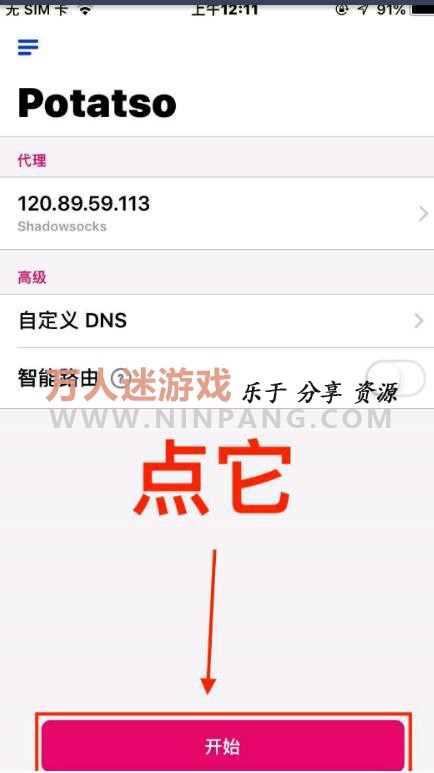 无 SIM 卡 上午12:11 91%
Potatso
代理
120.89.59.113
Shadowsocks
高级
自定义 DNS
智能路由 ?
万人迷游戏 乐于 分享 资源
WWW.NINPANG.COM
点它
开始